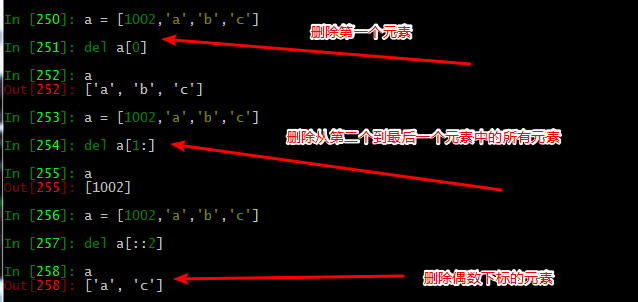 In [250]: a = [1002,'a','b','c']
删除第一个元素
In [251]: del a[0]
In [252]: a
Out[252]: ['a', 'b', 'c']
In [253]: a = [1002,'a','b','c']
删除从第二个到最后一个元素中的所有元素
In [254]: del a[1:]
In [255]: a
Out[255]: [1002]
In [256]: a = [1002,'a','b','c']
In [257]: del a[::2]
In [258]: a
删除偶数下标的元素
Out[258]: ['a', 'c']